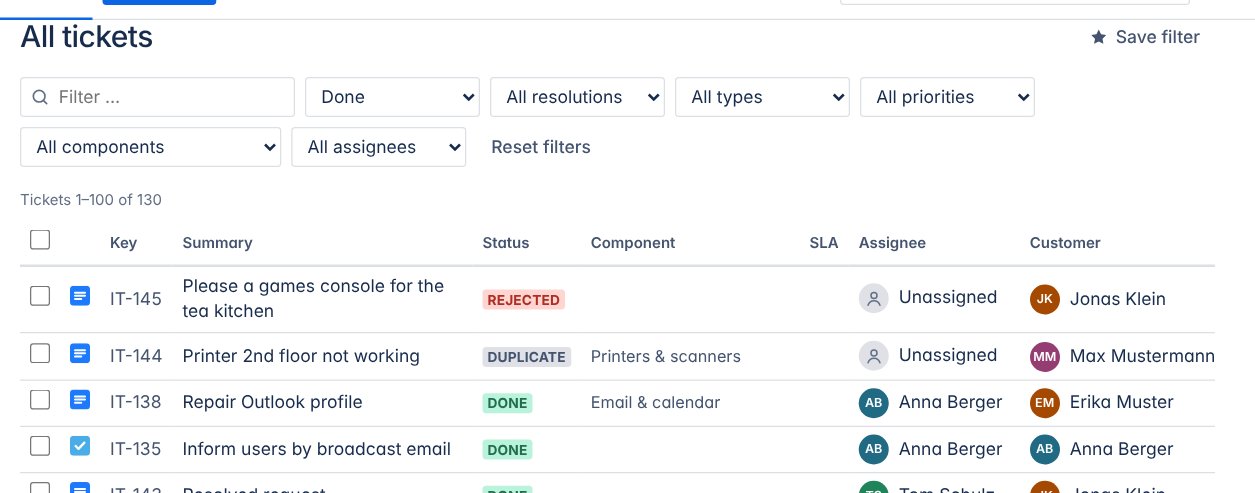 All tickets
Save filter
Filter ...
Done
All resolutions
All types
All priorities
All components
All assignees
Reset filters
Tickets 1–100 of 130
Key Summary Status Component SLA Assignee Customer
IT-145 Please a games console for the
tea kitchen
REJECTED Unassigned JK Jonas Klein
IT-144 Printer 2nd floor not working DUPLICATE Printers & scanners Unassigned MM Max Mustermann
IT-138 Repair Outlook profile DONE Email & calendar AB Anna Berger EM Erika Muster
IT-135 Inform users by broadcast email DONE AB Anna Berger AB Anna Berger